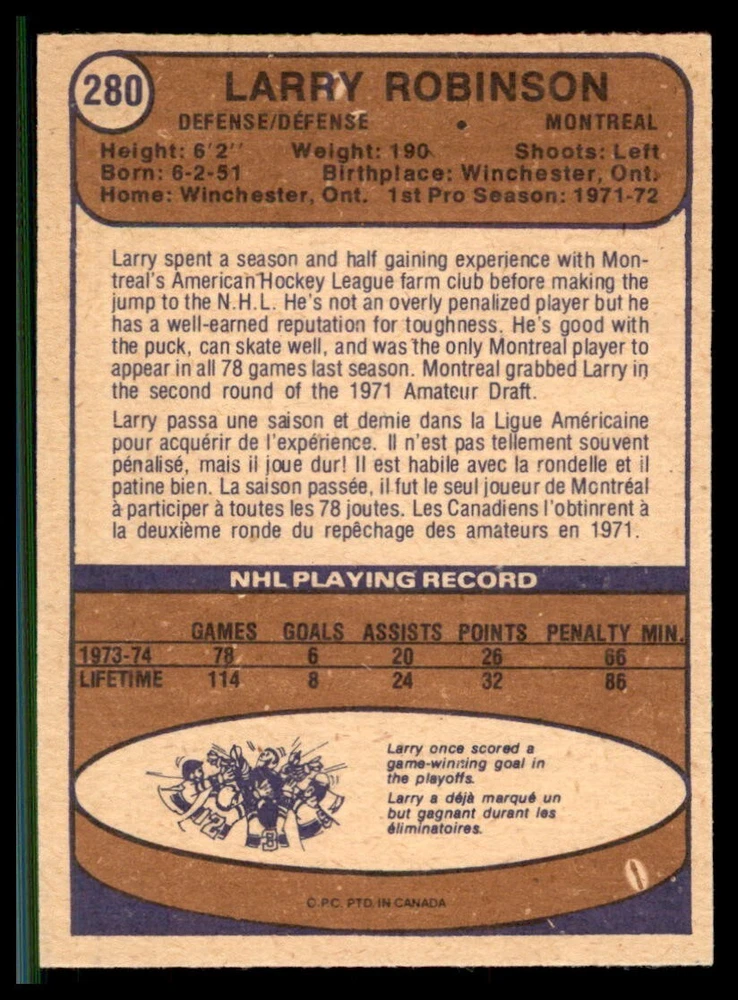 280
LARRY ROBINSON
DEFENSE/DÉFENSE • MONTREAL
Height: 6'2'' Weight: 190 Shoots: Left
Born: 6-2-51 Birthplace: Winchester, Ont.
Home: Winchester, Ont. 1st Pro Season: 1971-72
Larry spent a season and half gaining experience with Mon-
treal's American Hockey League farm club before making the
jump to the N.H.L. He's not an overly penalized player but he
has a well-earned reputation for toughness. He's good with
the puck, can skate well, and was the only Montreal player to
appear in all 78 games last season. Montreal grabbed Larry in
the second round of the 1971 Amateur Draft.
Larry passa une saison et demie dans la Ligue Américaine
pour acquérir de l'expérience. Il n'est pas tellement souvent
pénalisé, mais il joue dur! Il est habile avec la rondelle et il
patine bien. La saison passée, il fut le seul joueur de Montréal
à participer à toutes les 78 joutes. Les Canadiens l'obtinrent à
la deuxième ronde du repêchage des amateurs en 1971.
NHL PLAYING RECORD
GAMES GOALS ASSISTS POINTS PENALTY MIN.
1973-74 78 6 20 26 66
LIFETIME 114 8 24 32 86
Larry once scored a
game-winning goal in
the playoffs.
Larry a déjà marqué un
but gagnant durant les
éliminatoires.
12 3
O.P.C. PTD. IN CANADA